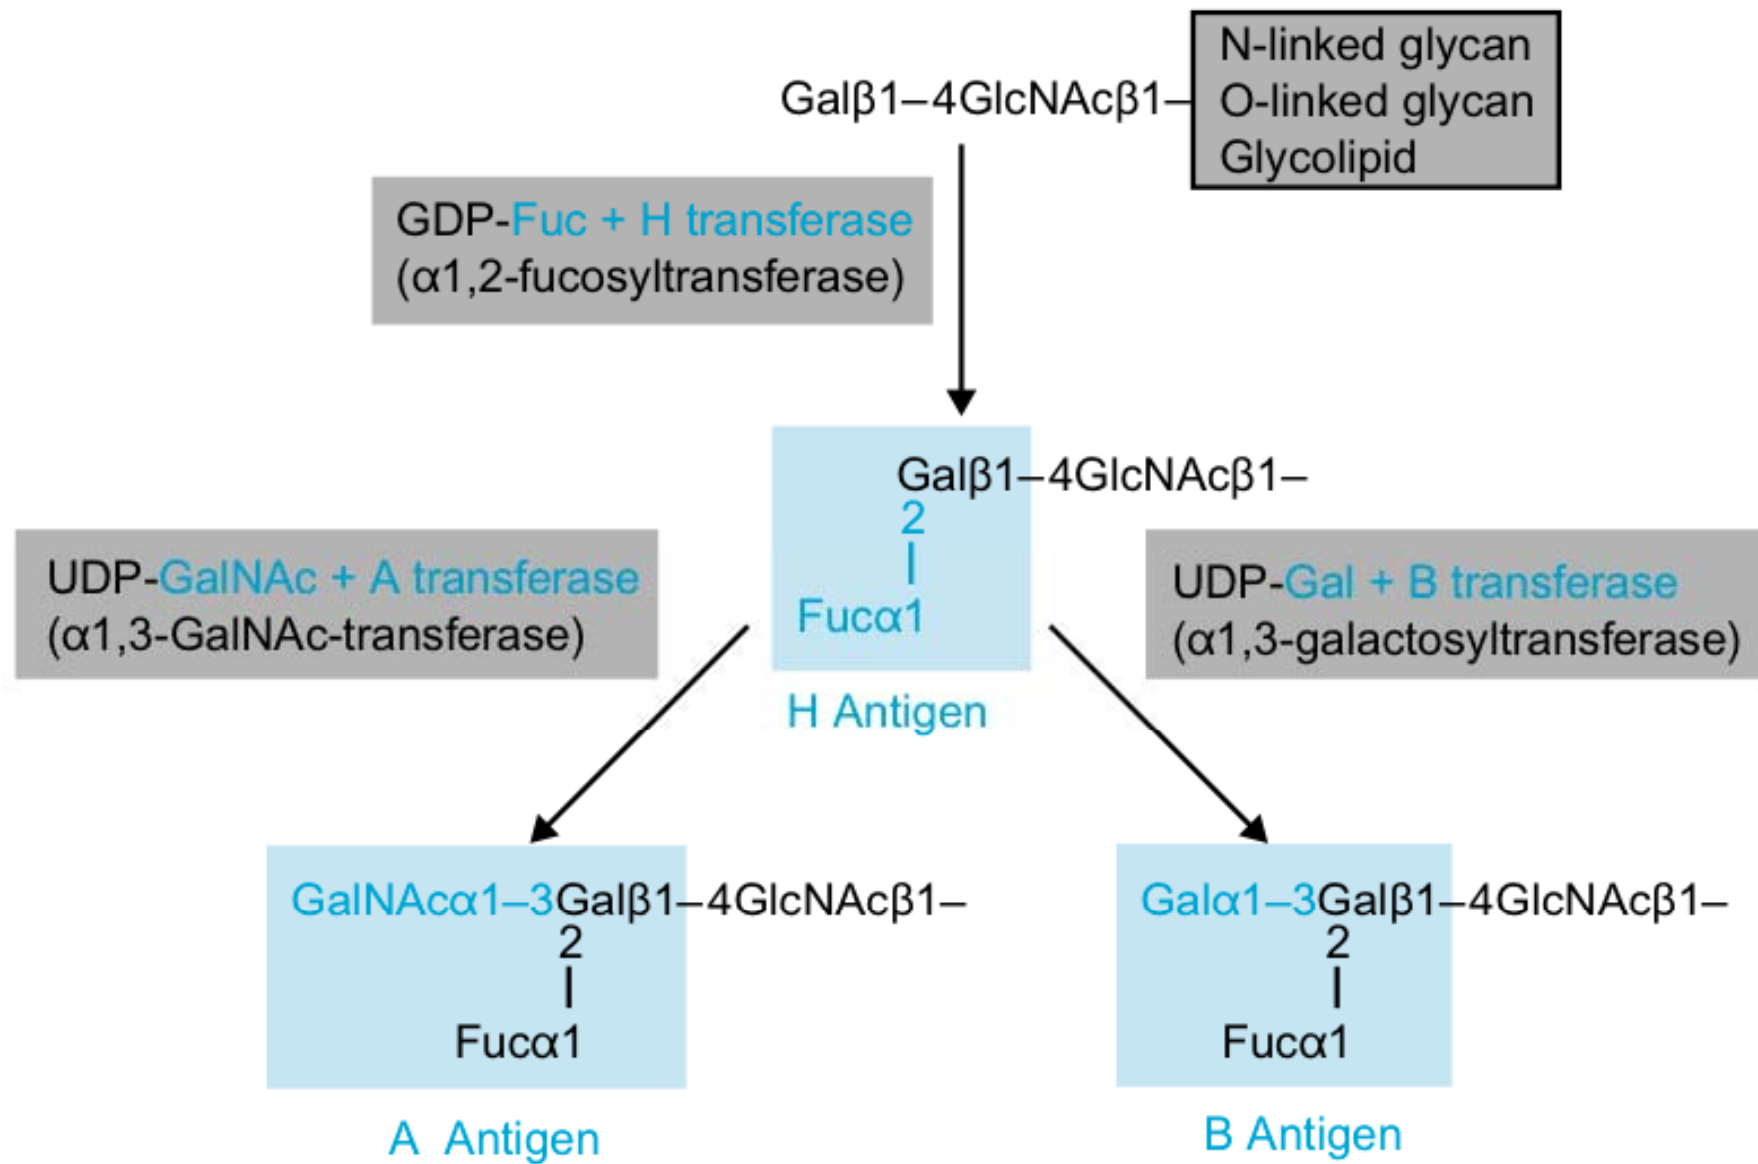 N-linked glycan
Galβ1–4GlcNAcβ1–
O-linked glycan
Glycolipid
GDP-Fuc + H transferase
(α1,2-fucosyltransferase)
Galβ1–4GlcNAcβ1–
2
|
Fucα1
H Antigen
UDP-GalNAc + A transferase
(α1,3-GalNAc-transferase)
UDP-Gal + B transferase
(α1,3-galactosyltransferase)
GalNAcα1–3Galβ1–4GlcNAcβ1–
2
|
Fucα1
A Antigen
Galα1–3Galβ1–4GlcNAcβ1–
2
|
Fucα1
B Antigen